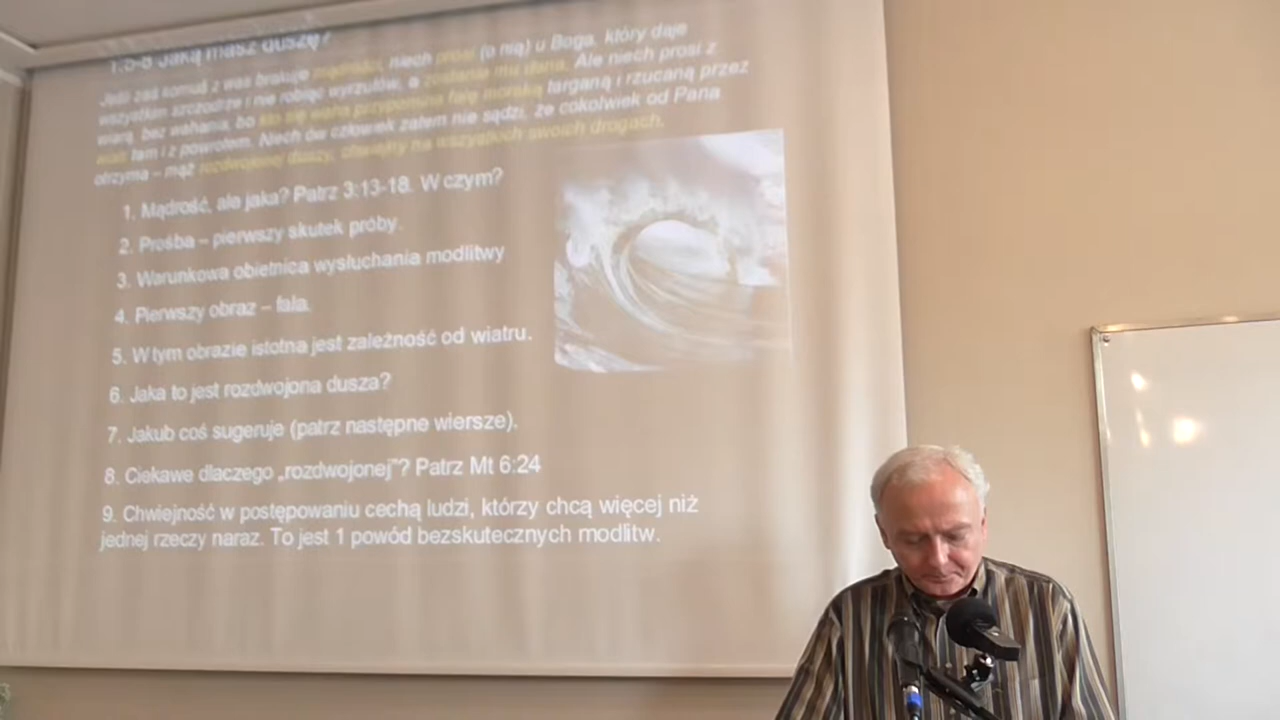 1:5-8 Jaką masz duszę?
Jeśli zaś komuś z was brakuje mądrości, niech prosi (o nią) u Boga, który daje
wszystkim szczodrze i nie robiąc wyrzutów, a zostanie mu dana. Ale niech prosi z
wiarą, bez wahania, bo kto się waha przypomina falę morską targaną i rzucaną przez
wiatr tam i z powrotem. Niech ów człowiek zatem nie sądzi, że cokolwiek od Pana
otrzyma – mąż rozdwojonej duszy, chwiejny na wszystkich swoich drogach.
1. Mądrość, ale jaka? Patrz 3:13-18. W czym?
2. Prośba – pierwszy skutek próby.
3. Warunkowa obietnica wysłuchania modlitwy
4. Pierwszy obraz – fala.
5. W tym obrazie istotna jest zależność od wiatru.
6. Jaka to jest rozdwojona dusza?
7. Jakub coś sugeruje (patrz następne wiersze).
8. Ciekawe dlaczego „rozdwojonej”? Patrz Mt 6:24
9. Chwiejność w postępowaniu cechą ludzi, którzy chcą więcej niż
jednej rzeczy naraz. To jest 1 powód bezskutecznych modlitw.